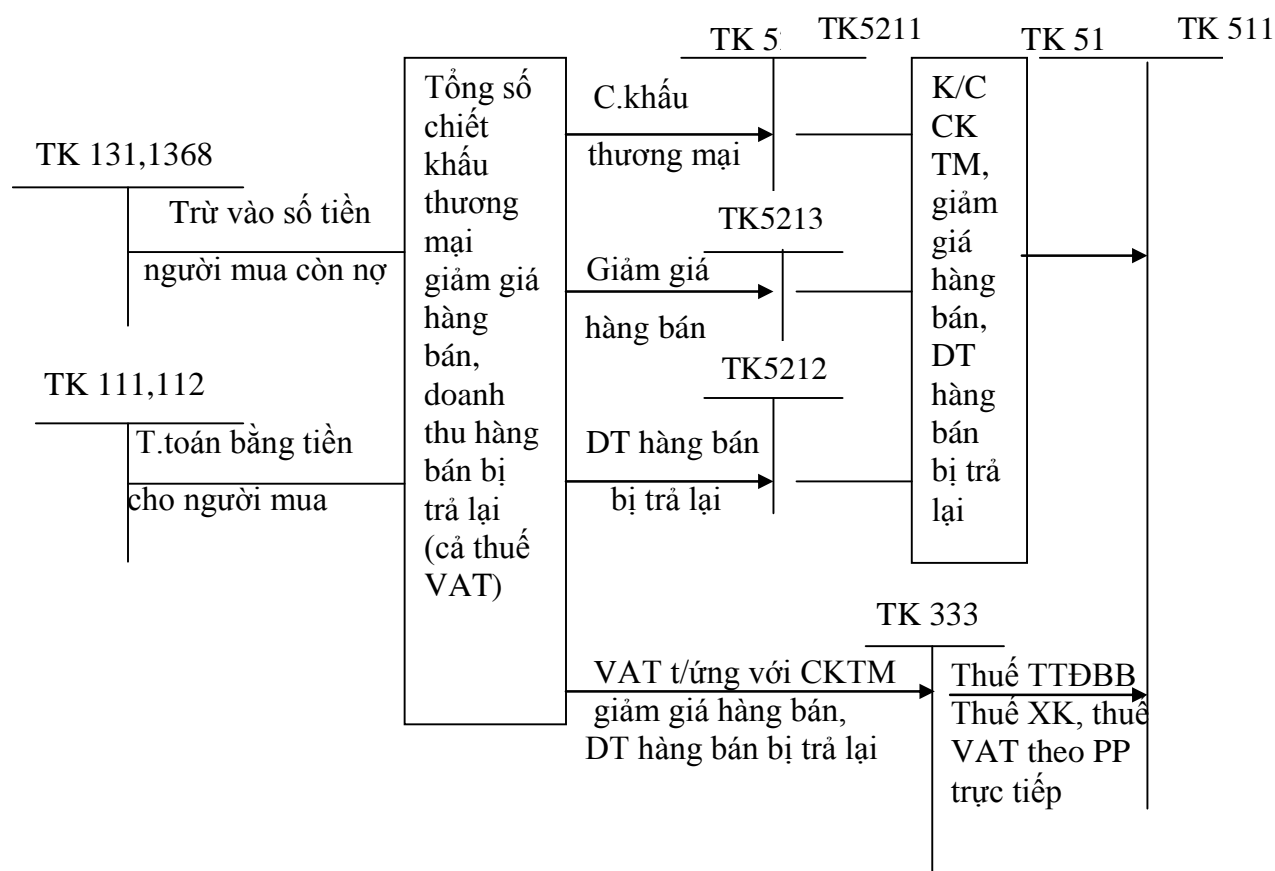 TK 5
TK5211
TK 51
TK 511
Tổng số
chiết
khấu
thương
mại
giảm giá
hàng
bán,
doanh
thu hàng
bán bị
trả lại
(cả thuế
VAT)
C.khấu
thương mại
K/C
CK
TM,
giảm
giá
hàng
bán,
DT
hàng
bán
bị trả
lại
TK 131,1368
Trừ vào số tiền
người mua còn nợ
TK5213
Giảm giá
hàng bán
TK 111,112
T.toán bằng tiền
cho người mua
TK5212
DT hàng bán
bị trả lại
TK 333
VAT t/ứng với CKTM
giảm giá hàng bán,
DT hàng bán bị trả lại
Thuế TTĐBB
Thuế XK, thuế
VAT theo PP
trực tiếp